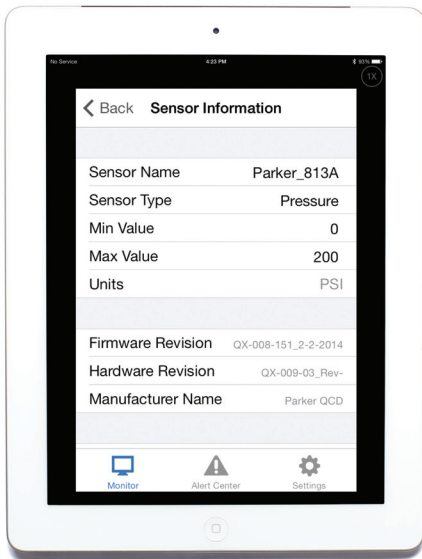 No Service 4:23 PM 93%
1X
Back Sensor Information
Sensor Name Parker_813A
Sensor Type Pressure
Min Value 0
Max Value 200
Units PSI
Firmware Revision QX-008-151_2-2-2014
Hardware Revision QX-009-03_Rev-
Manufacturer Name Parker QCD
Monitor Alert Center Settings